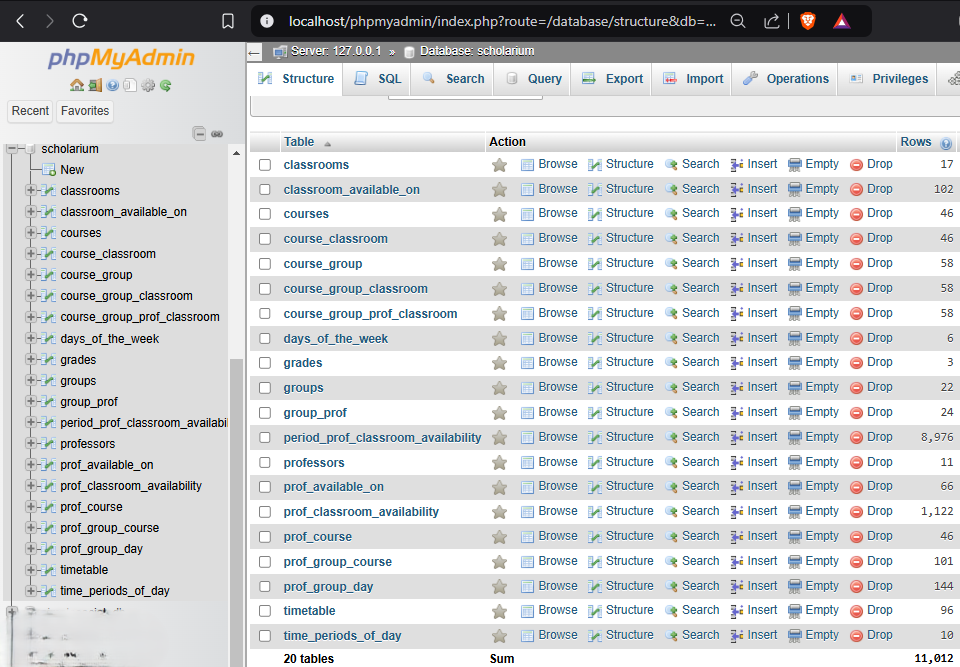 localhost/phpmyadmin/index.php?route=/database/structure&db=...
phpMyAdmin
Recent Favorites
scholarium
New
classrooms
classroom_available_on
courses
course_classroom
course_group
course_group_classroom
course_group_prof_classroom
days_of_the_week
grades
groups
group_prof
period_prof_classroom_availabil
professors
prof_available_on
prof_classroom_availability
prof_course
prof_group_course
prof_group_day
timetable
time_periods_of_day
Server: 127.0.0.1 » Database: scholarium
Structure SQL Search Query Export Import Operations Privileges
Table Action Rows
classrooms Browse Structure Search Insert Empty Drop 17
classroom_available_on Browse Structure Search Insert Empty Drop 102
courses Browse Structure Search Insert Empty Drop 46
course_classroom Browse Structure Search Insert Empty Drop 46
course_group Browse Structure Search Insert Empty Drop 58
course_group_classroom Browse Structure Search Insert Empty Drop 58
course_group_prof_classroom Browse Structure Search Insert Empty Drop 58
days_of_the_week Browse Structure Search Insert Empty Drop 6
grades Browse Structure Search Insert Empty Drop 3
groups Browse Structure Search Insert Empty Drop 22
group_prof Browse Structure Search Insert Empty Drop 24
period_prof_classroom_availability Browse Structure Search Insert Empty Drop 8,976
professors Browse Structure Search Insert Empty Drop 11
prof_available_on Browse Structure Search Insert Empty Drop 66
prof_classroom_availability Browse Structure Search Insert Empty Drop 1,122
prof_course Browse Structure Search Insert Empty Drop 46
prof_group_course Browse Structure Search Insert Empty Drop 101
prof_group_day Browse Structure Search Insert Empty Drop 144
timetable Browse Structure Search Insert Empty Drop 96
time_periods_of_day Browse Structure Search Insert Empty Drop 10
20 tables Sum 11,012